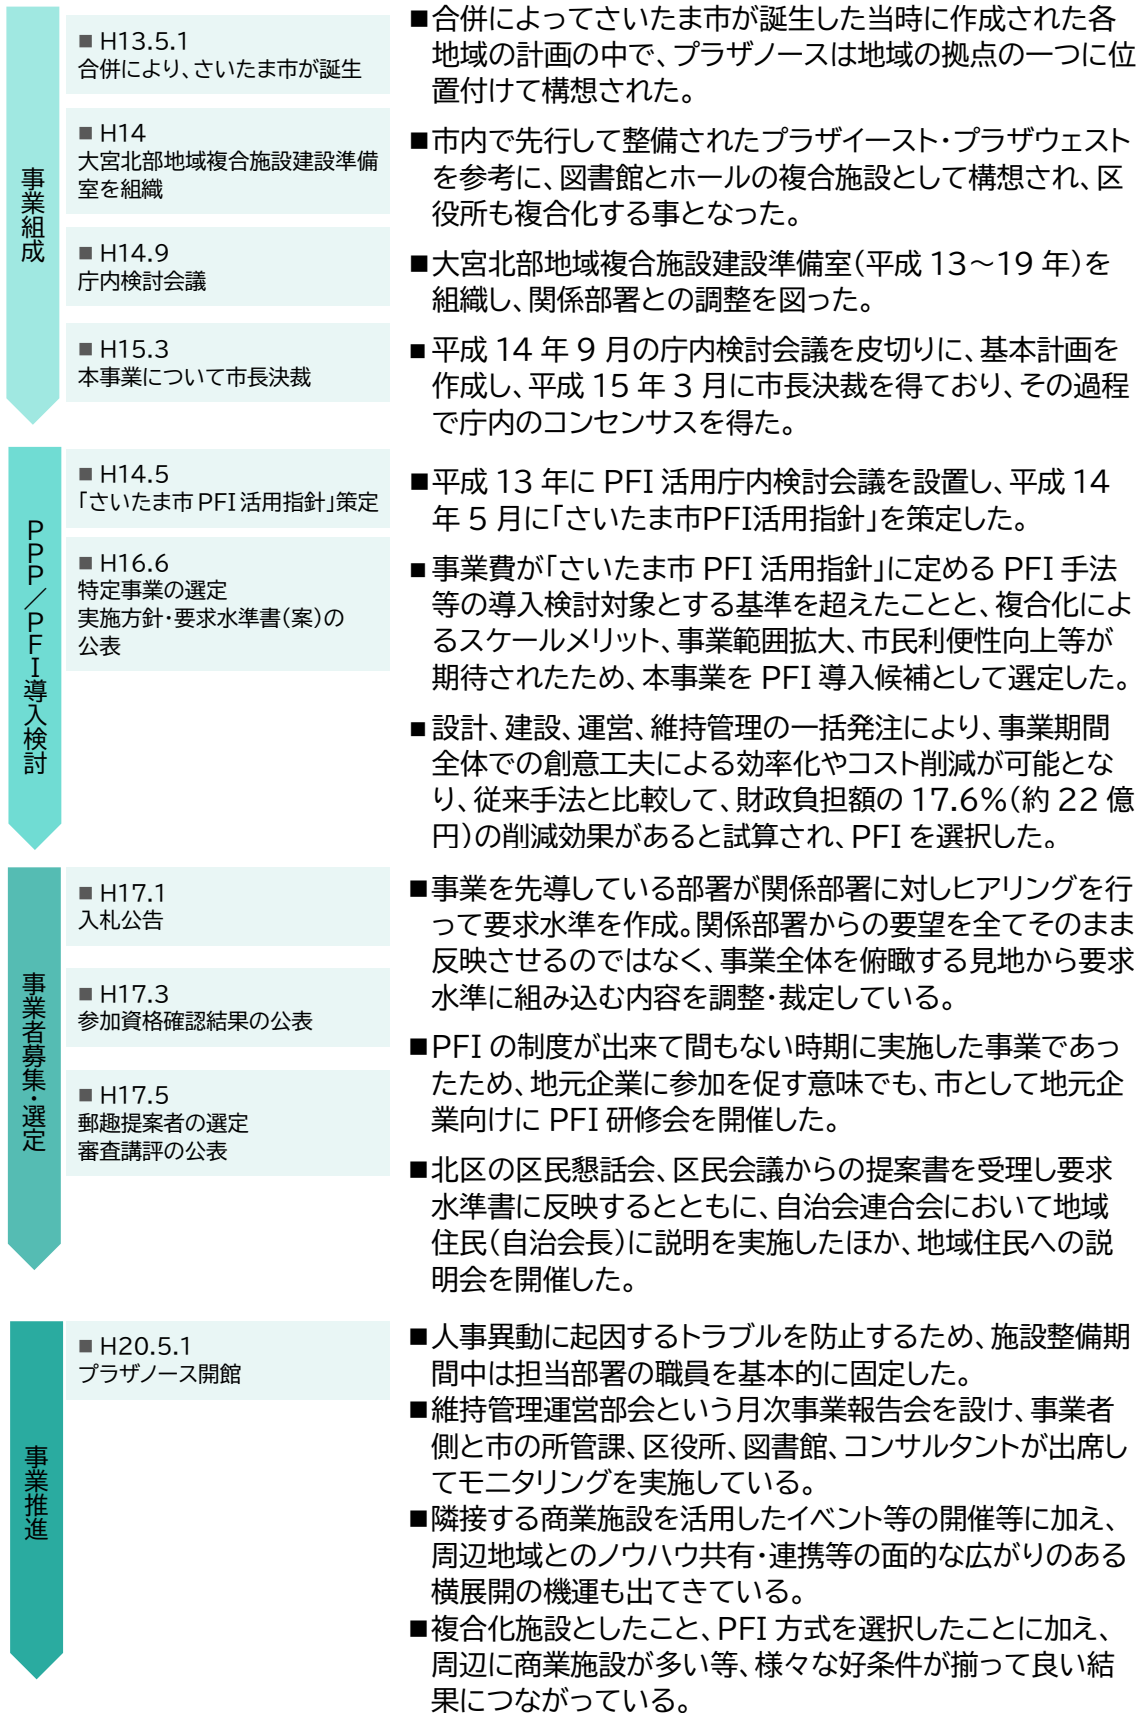 事業組成
■ H13.5.1
合併により、さいたま市が誕生
■ H14
大宮北部地域複合施設建設準備
室を組織
■ H14.9
庁内検討会議
■ H15.3
本事業について市長決裁
■合併によってさいたま市が誕生した当時に作成された各
地域の計画の中で、プラザノースは地域の拠点の一つに位
置付けて構想された。
■市内で先行して整備されたプラザイースト・プラザウェスト
を参考に、図書館とホールの複合施設として構想され、区
役所も複合化する事となった。
■大宮北部地域複合施設建設準備室（平成 13～19 年）を
組織し、関係部署との調整を図った。
■平成 14 年 9 月の庁内検討会議を皮切りに、基本計画を
作成し、平成 15 年 3 月に市長決裁を得ており、その過程
で庁内のコンセンサスを得た。
PPP／PFI導入検討
■ H14.5
「さいたま市 PFI 活用指針」策定
■ H16.6
特定事業の選定
実施方針・要求水準書（案）の
公表
■平成 13 年に PFI 活用庁内検討会議を設置し、平成 14
年 5 月に「さいたま市PFI活用指針」を策定した。
■事業費が「さいたま市 PFI 活用指針」に定める PFI 手法
等の導入検討対象とする基準を超えたことと、複合化によ
るスケールメリット、事業範囲拡大、市民利便性向上等が
期待されたため、本事業を PFI 導入候補として選定した。
■設計、建設、運営、維持管理の一括発注により、事業期間
全体での創意工夫による効率化やコスト削減が可能とな
り、従来手法と比較して、財政負担額の 17.6％（約 22 億
円）の削減効果があると試算され、PFI を選択した。
事業者募集・選定
■ H17.1
入札公告
■ H17.3
参加資格確認結果の公表
■ H17.5
郵趣提案者の選定
審査講評の公表
■事業を先導している部署が関係部署に対しヒアリングを行
って要求水準を作成。関係部署からの要望を全てそのまま
反映させるのではなく、事業全体を俯瞰する見地から要求
水準に組み込む内容を調整・裁定している。
■PFI の制度が出来て間もない時期に実施した事業であっ
たため、地元企業に参加を促す意味でも、市として地元企
業向けに PFI 研修会を開催した。
■北区の区民懇話会、区民会議からの提案書を受理し要求
水準書に反映するとともに、自治会連合会において地域
住民（自治会長）に説明を実施したほか、地域住民への説
明会を開催した。
事業推進
■ H20.5.1
プラザノース開館
■人事異動に起因するトラブルを防止するため、施設整備期
間中は担当部署の職員を基本的に固定した。
■維持管理運営部会という月次事業報告会を設け、事業者
側と市の所管課、区役所、図書館、コンサルタントが出席し
てモニタリングを実施している。
■隣接する商業施設を活用したイベント等の開催等に加え、
周辺地域とのノウハウ共有・連携等の面的な広がりのある
横展開の機運も出てきている。
■複合化施設としたこと、PFI 方式を選択したことに加え、
周辺に商業施設が多い等、様々な好条件が揃って良い結
果につながっている。